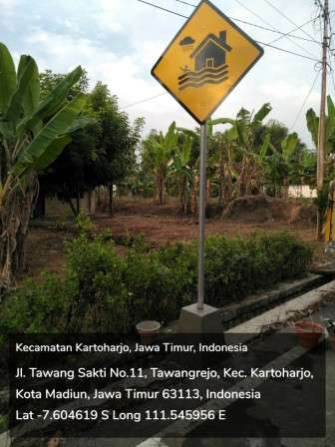 Kecamatan Kartoharjo, Jawa Timur, Indonesia
Jl. Tawang Sakti No.11, Tawangrejo, Kec. Kartoharjo,
Kota Madiun, Jawa Timur 63113, Indonesia
Lat -7.604619 S Long 111.545956 E